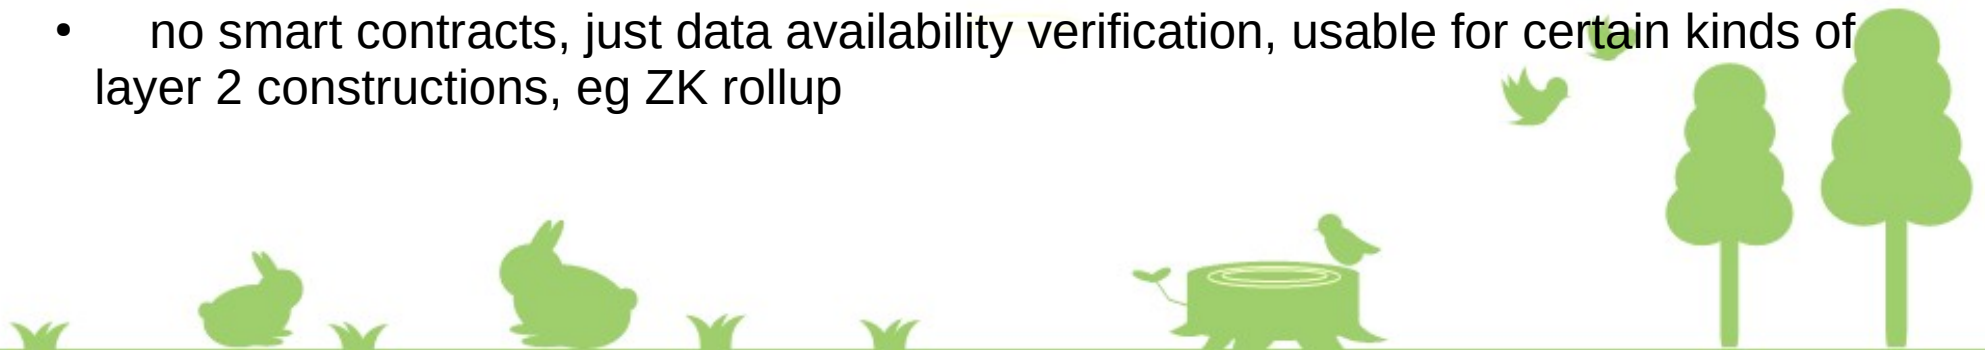 • no smart contracts, just data availability verification, usable for certain kinds of
layer 2 constructions, eg ZK rollup